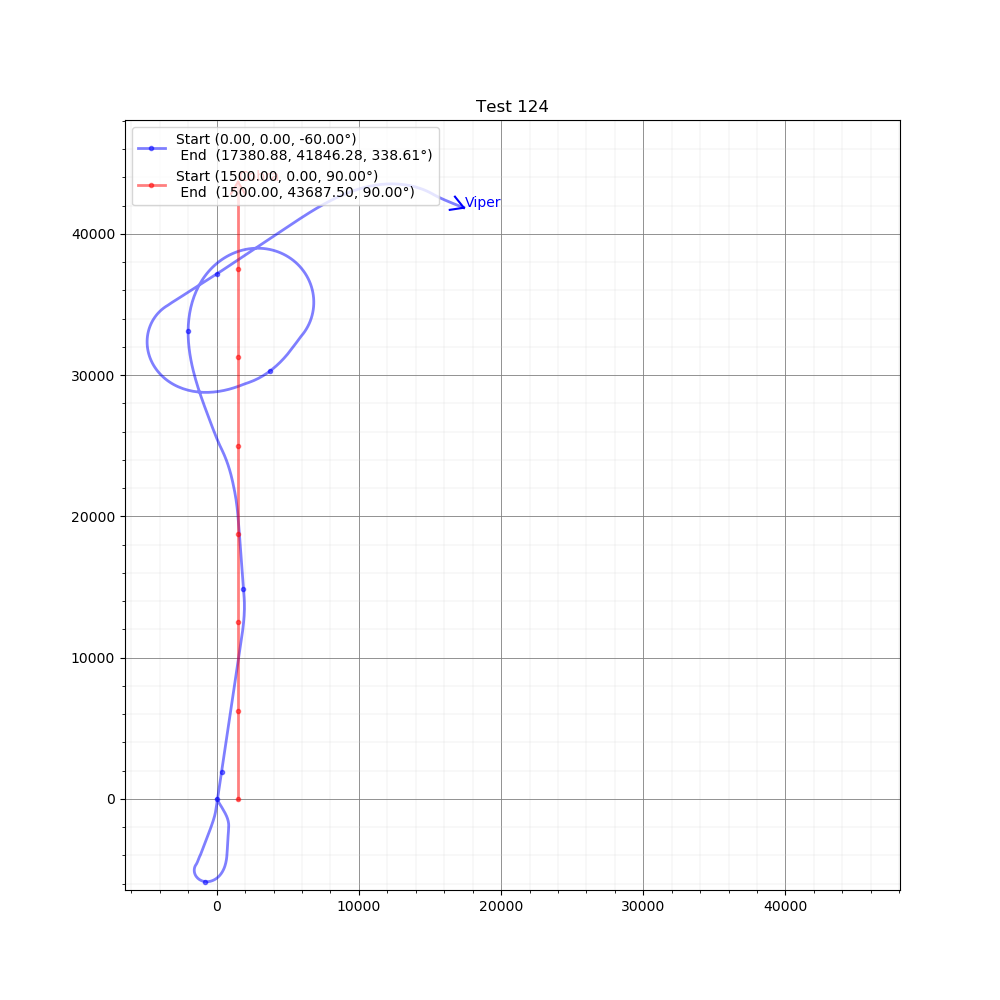 Test 124
Start (0.00, 0.00, -60.00°)
End (17380.88, 41846.28, 338.61°)
Start (1500.00, 0.00, 90.00°)
End (1500.00, 43687.50, 90.00°)
Viper
40000
30000
20000
10000
0
0 10000 20000 30000 40000